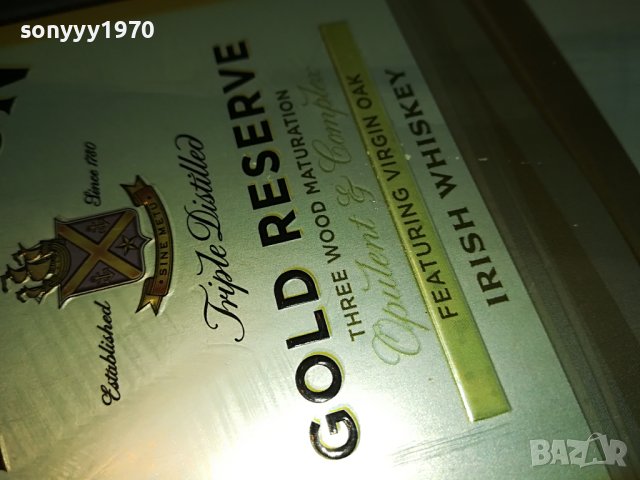 sonyyy1970
Established
Since 1780
SINE METU
Triple Distilled
GOLD RESERVE
THREE WOOD MATURATION
Opulent & Complex
FEATURING VIRGIN OAK
IRISH WHISKEY
BAZAR